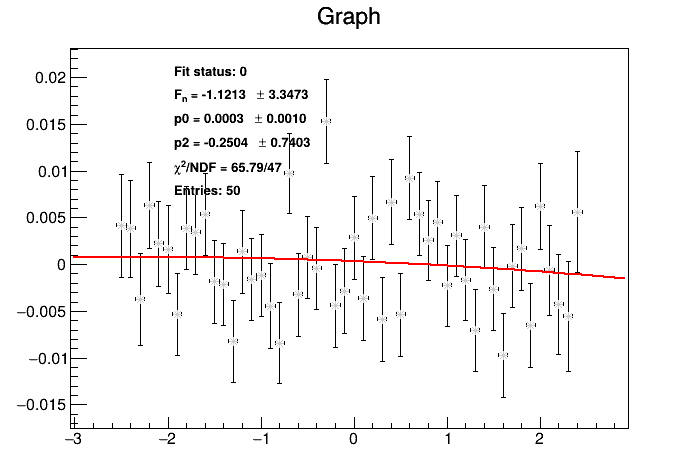 Graph
Fit status: 0
Fn = -1.1213 ± 3.3473
p0 = 0.0003 ± 0.0010
p2 = -0.2504 ± 0.7403
χ²/NDF = 65.79/47
Entries: 50
0.02
0.015
0.01
0.005
0
−0.005
−0.01
−0.015
−3 −2 −1 0 1 2